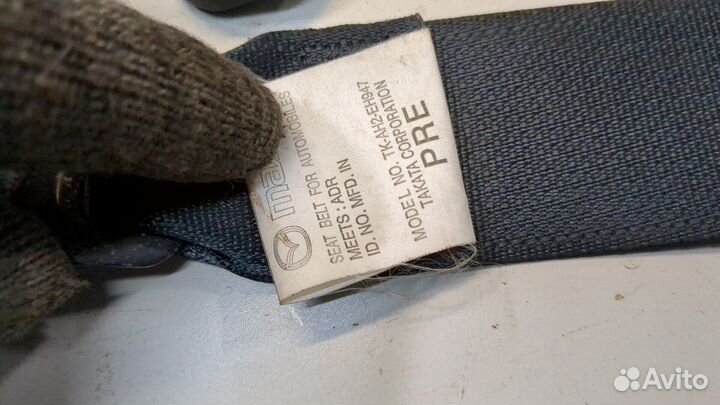 SEAT BELT FOR AUTOMOBILES
MEETS : ADR
ID. NO. MFD. IN
MODEL NO. TK-AH2-EH947
TAKATA CORPORATION
PRE
Avito